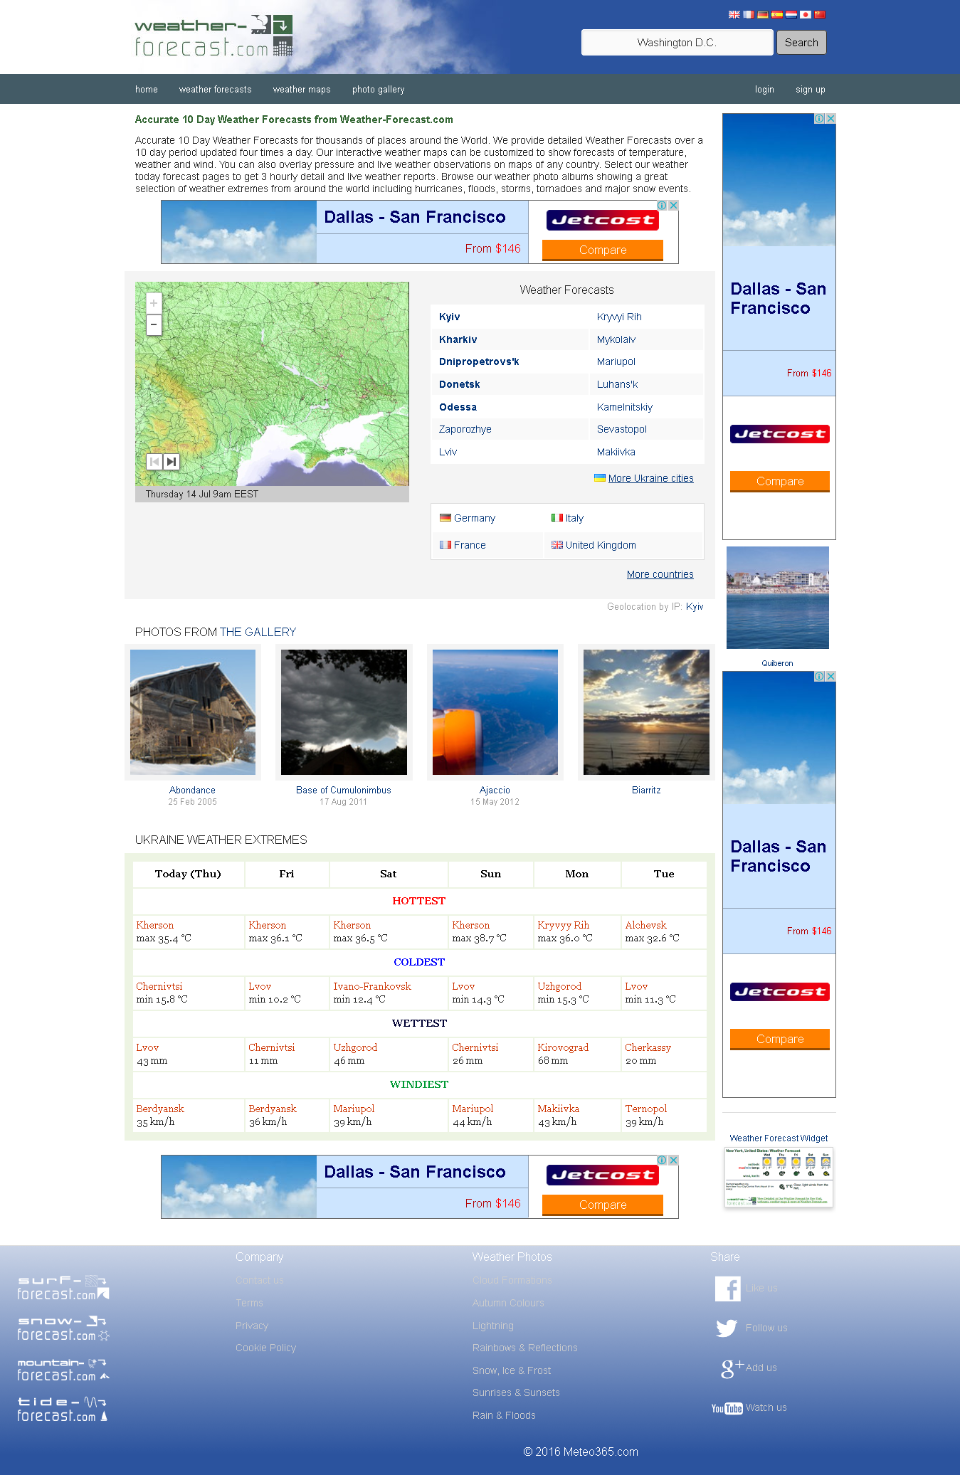 weather-
forecast.com
Washington D.C.
Search
home weather forecasts weather maps photo gallery login sign up
Accurate 10 Day Weather Forecasts from Weather-Forecast.com
Accurate 10 Day Weather Forecasts for thousands of places around the World. We provide detailed Weather Forecasts over a
10 day period updated four times a day. Our interactive weather maps can be customized to show forecasts of temperature,
weather and wind. You can also overlay pressure and live weather observations on maps of any country. Select our weather
today forecast pages to get 3 hourly detail and live weather reports. Browse our weather photo albums showing a great
selection of weather extremes from around the world including hurricanes, floods, storms, tornadoes and major snow events.
Dallas - San Francisco
From $146
Jetcost
Compare
Dallas - San
Francisco
From $146
Jetcost
Compare
+
−
Thursday 14 Jul 9am EEST
Weather Forecasts
Kyiv Kryvyi Rih
Kharkiv Mykolaiv
Dnipropetrovs'k Mariupol
Donetsk Luhans'k
Odessa Kamelnitskiy
Zaporozhye Sevastopol
Lviv Makiivka
More Ukraine cities
Germany Italy
France United Kingdom
More countries
Geolocation by IP: Kyiv
Quiberon
PHOTOS FROM THE GALLERY
Abondance
25 Feb 2005
Base of Cumulonimbus
17 Aug 2011
Ajaccio
15 May 2012
Biarritz
Dallas - San
Francisco
From $146
Jetcost
Compare
UKRAINE WEATHER EXTREMES
Today (Thu) Fri Sat Sun Mon Tue
HOTTEST
Kherson Kherson Kherson Kherson Kryvyy Rih Alchevsk
max 35.4 °C max 36.1 °C max 36.5 °C max 38.7 °C max 36.0 °C max 32.6 °C
COLDEST
Chernivtsi Lvov Ivano-Frankovsk Lvov Uzhgorod Lvov
min 15.8 °C min 10.2 °C min 12.4 °C min 14.3 °C min 15.3 °C min 11.3 °C
WETTEST
Lvov Chernivtsi Uzhgorod Chernivtsi Kirovograd Cherkassy
43 mm 11 mm 46 mm 26 mm 68 mm 20 mm
WINDIEST
Berdyansk Berdyansk Mariupol Mariupol Makiivka Ternopol
35 km/h 36 km/h 39 km/h 44 km/h 43 km/h 39 km/h
Weather Forecast Widget
New York, United States: Weather Forecast
Dallas - San Francisco
From $146
Jetcost
Compare
surf-
forecast.com
snow-
forecast.com
mountain-
forecast.com
tide-
forecast.com
Company
Contact us
Terms
Privacy
Cookie Policy
Weather Photos
Cloud Formations
Autumn Colours
Lightning
Rainbows & Reflections
Snow, Ice & Frost
Sunrises & Sunsets
Rain & Floods
Share
Like us
Follow us
g+ Add us
YouTube Watch us
© 2016 Meteo365.com